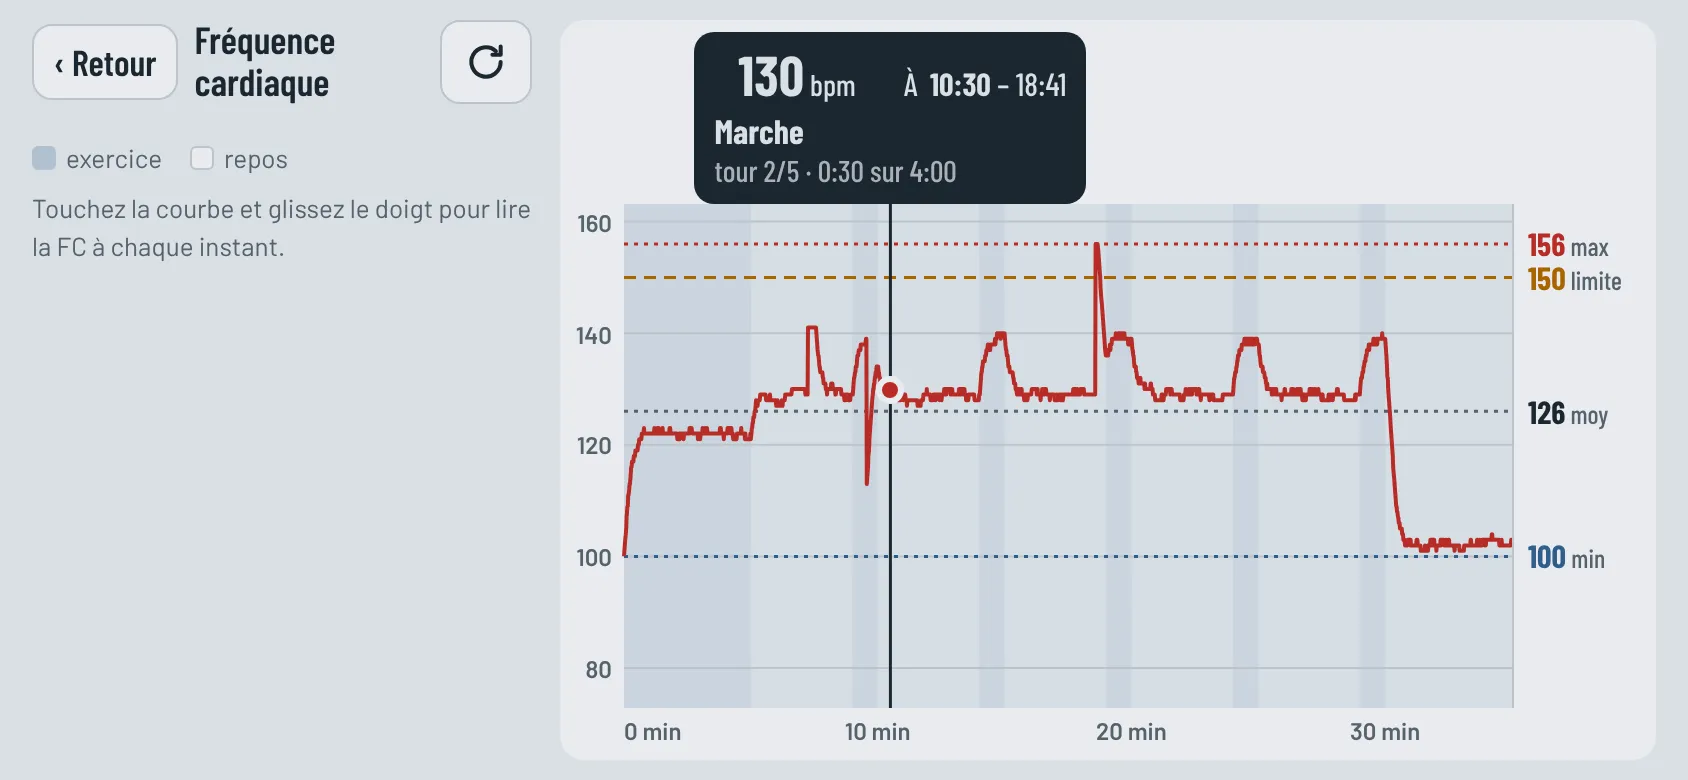 ‹ Retour
Fréquence
cardiaque
exercice
repos
Touchez la courbe et glissez le doigt pour lire
la FC à chaque instant.
130 bpm À 10:30 – 18:41
Marche
tour 2/5 · 0:30 sur 4:00
160
140
120
100
80
156 max
150 limite
126 moy
100 min
0 min
10 min
20 min
30 min